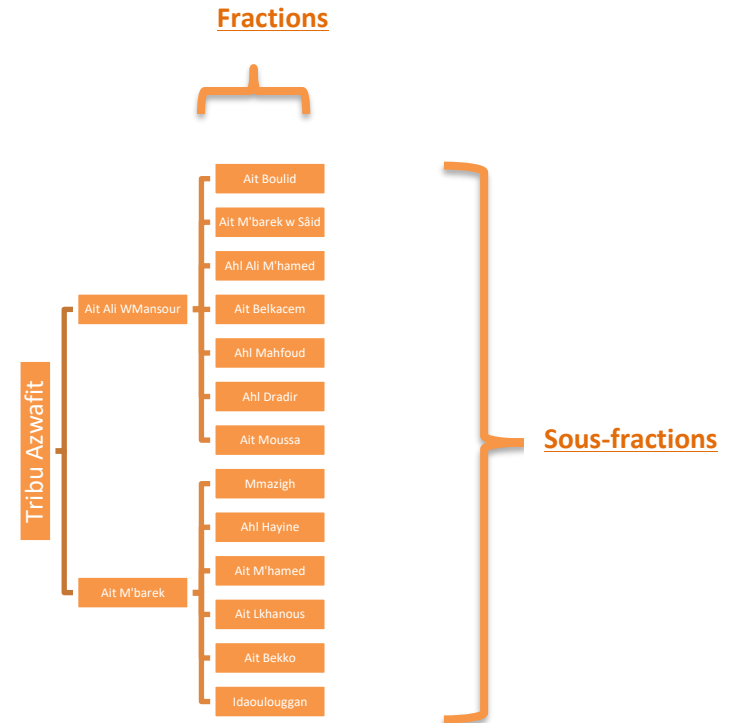 Fractions
Ait Boulid
Ait M'barek w Sâid
Ahl Ali M'hamed
Ait Ali WMansour
Ait Belkacem
Ahl Mahfoud
Ahl Dradir
Ait Moussa
Tribu Azwafit
Sous-fractions
Mmazigh
Ahl Hayine
Ait M'hamed
Ait M'barek
Ait Lkhanous
Ait Bekko
Idaoulouggan